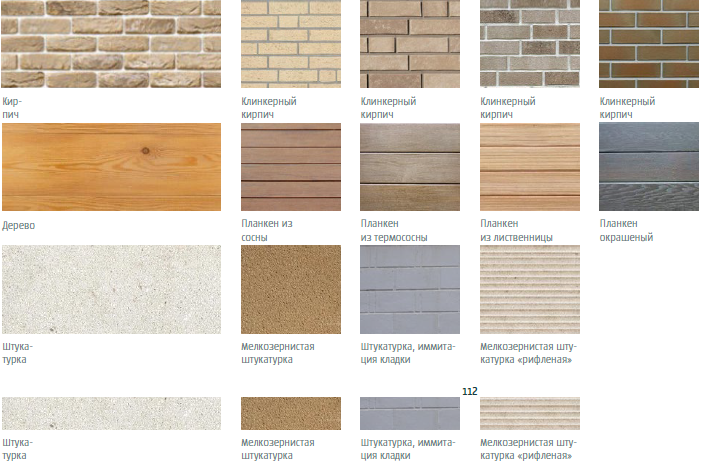 Кир-
пич
Клинкерный
кирпич
Клинкерный
кирпич
Клинкерный
кирпич
Клинкерный
кирпич
Дерево
Планкен из
сосны
Планкен
из термососны
Планкен
из лиственницы
Планкен
окрашеный
Штука-
турка
Мелкозернистая
штукатурка
Штукатурка, иммита-
ция кладки
Мелкозернистая шту-
катурка «рифленая»
112
Штука-
турка
Мелкозернистая
штукатурка
Штукатурка, иммита-
ция кладки
Мелкозернистая шту-
катурка «рифленая»